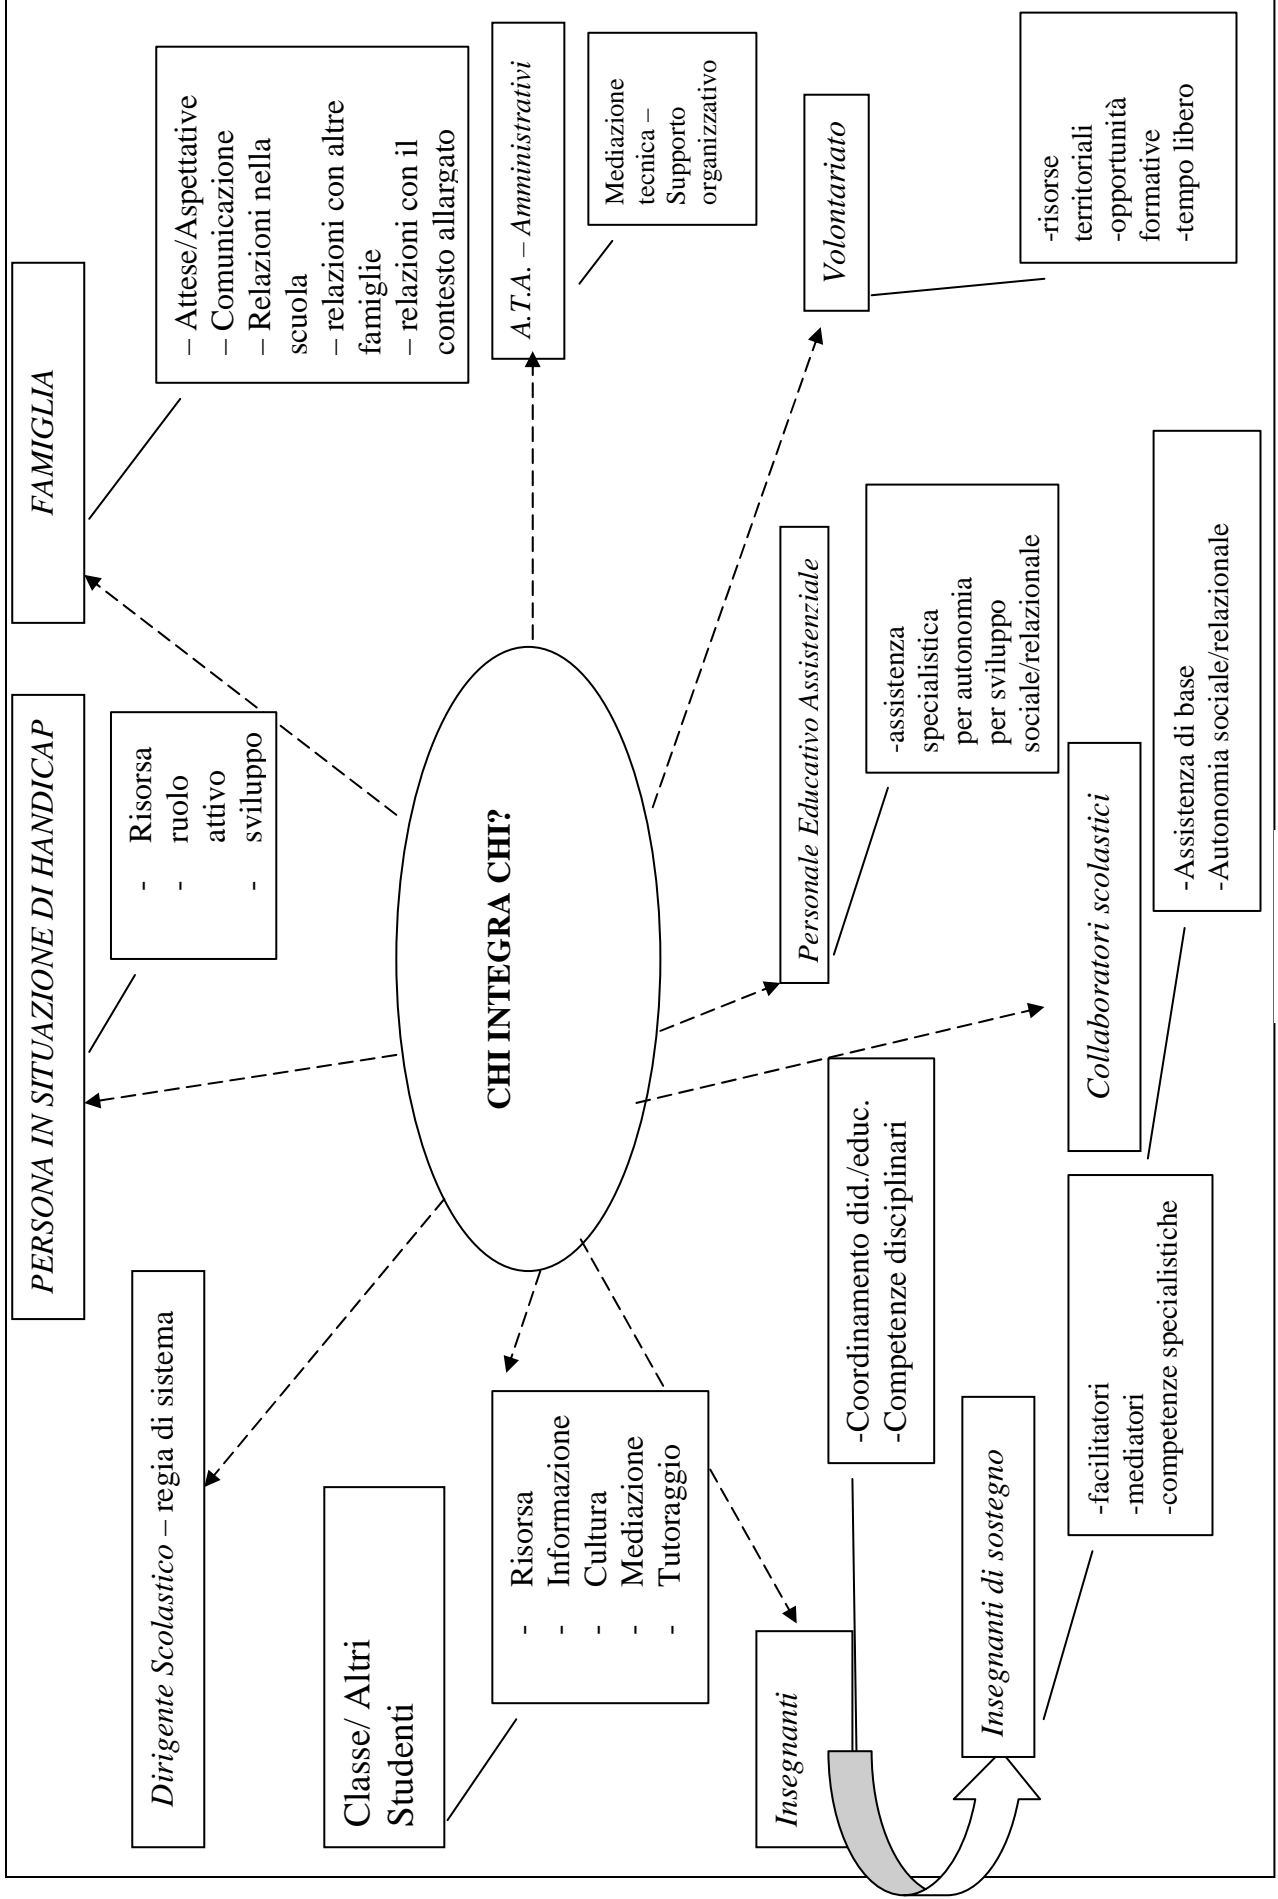 PERSONA IN SITUAZIONE DI HANDICAP
FAMIGLIA
- Risorsa
- ruolo
attivo
- sviluppo
Dirigente Scolastico – regia di sistema
– Attese/Aspettative
– Comunicazione
– Relazioni nella
scuola
– relazioni con altre
famiglie
– relazioni con il
contesto allargato
Classe/ Altri
Studenti
CHI INTEGRA CHI?
A.T.A. – Amministrativi
- Risorsa
- Informazione
- Cultura
- Mediazione
- Tutoraggio
Mediazione
tecnica –
Supporto
organizzativo
Insegnanti
-Coordinamento did./educ.
-Competenze disciplinari
Personale Educativo Assistenziale
Volontariato
-assistenza
specialistica
per autonomia
per sviluppo
sociale/relazionale
Insegnanti di sostegno
-facilitatori
-mediatori
-competenze specialistiche
Collaboratori scolastici
-risorse
territoriali
-opportunità
formative
-tempo libero
-Assistenza di base
-Autonomia sociale/relazionale